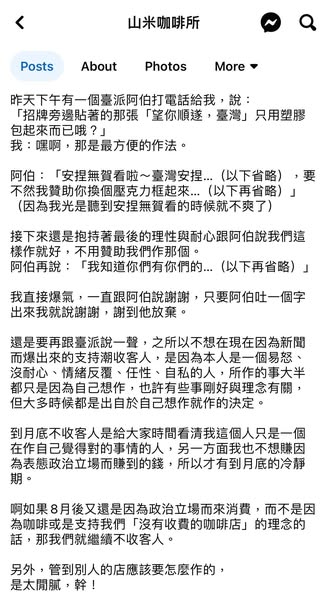 山米咖啡所
Posts About Photos More
昨天下午有一個臺派阿伯打電話給我，說：
「招牌旁邊貼著的那張「望你順遂，臺灣」只用塑膠
包起來而已哦？」
我：嘿啊，那是最方便的作法。
阿伯：「安捏無賀看啦～臺灣安捏…（以下省略），要
不然我贊助你換個壓克力框起來…（以下再省略）」
（因為我光是聽到安捏無賀看的時候就不爽了）
接下來還是抱持著最後的理性與耐心跟阿伯說我們這
樣作就好，不用贊助我們作那個。
阿伯再說：「我知道你們有你們的…（以下再省略）」
我直接爆氣，一直跟阿伯說謝謝，只要阿伯吐一個字
出來我就說謝謝，謝到他放棄。
還是要再跟臺派說一聲，之所以不想在現在因為新聞
而爆出來的支持潮收客人，是因為本人是一個易怒、
沒耐心、情緒反覆、任性、自私的人，所作的事大半
都只是因為自己想作，也許有些事剛好與理念有關，
但大多時候都是出自於自己想作就作的決定。
到月底不收客人是給大家時間看清我這個人只是一個
在作自己覺得對的事情的人，另一方面我也不想賺因
為表態政治立場而賺到的錢，所以才有到月底的冷靜
期。
啊如果8月後又還是因為政治立場而來消費，而不是因
為咖啡或是支持我們「沒有收費的咖啡店」的理念的
話，那我們就繼續不收客人。
另外，管到別人的店應該要怎麼作的，
是太閒膩，幹！